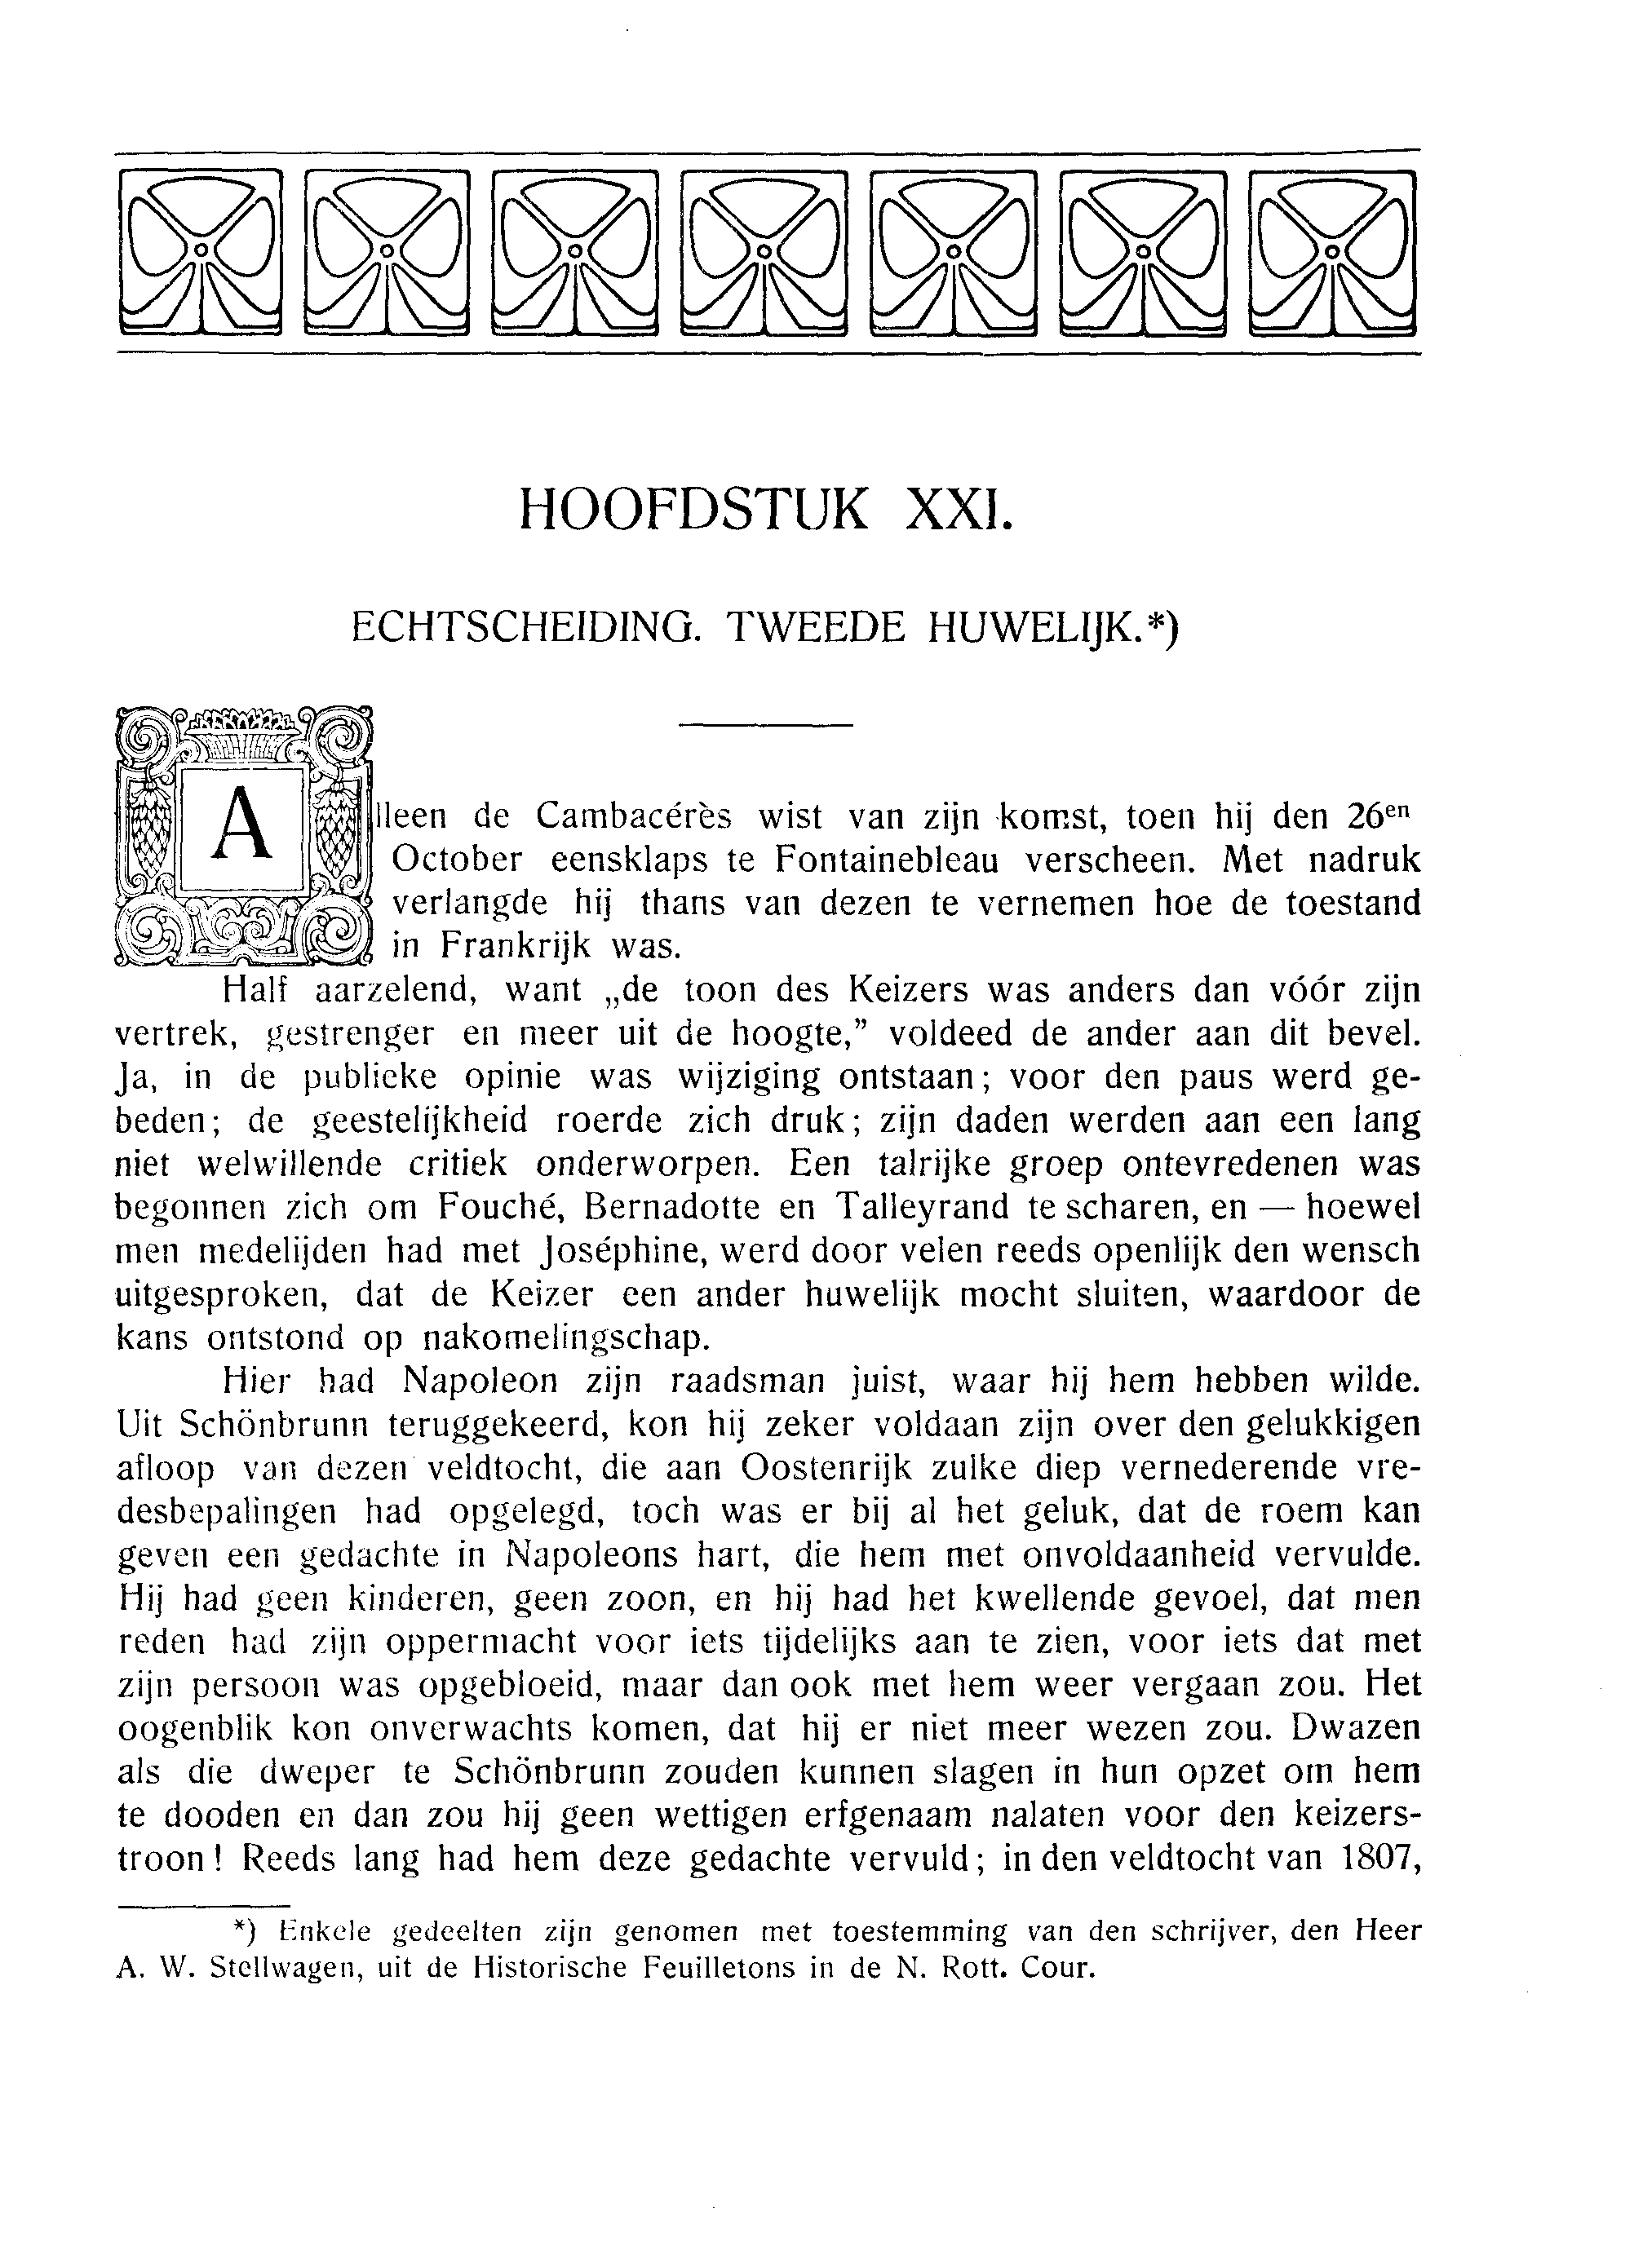 HOOFDSTUK XXI.
ECHTSCHEIDING. TWEEDE HUWELIJK.*)
Alleen de Cambacérès wist van zijn komst, toen hij den 26en
October eensklaps te Fontainebleau verscheen. Met nadruk
verlangde hij thans van dezen te vernemen hoe de toestand
in Frankrijk was.
Half aarzelend, want „de toon des Keizers was anders dan vóór zijn
vertrek, gestrenger en meer uit de hoogte,” voldeed de ander aan dit bevel.
Ja, in de publieke opinie was wijziging ontstaan; voor den paus werd ge-
beden; de geestelijkheid roerde zich druk; zijn daden werden aan een lang
niet welwillende critiek onderworpen. Een talrijke groep ontevredenen was
begonnen zich om Fouché, Bernadotte en Talleyrand te scharen, en — hoewel
men medelijden had met Joséphine, werd door velen reeds openlijk den wensch
uitgesproken, dat de Keizer een ander huwelijk mocht sluiten, waardoor de
kans ontstond op nakomelingschap.
Hier had Napoleon zijn raadsman juist, waar hij hem hebben wilde.
Uit Schönbrunn teruggekeerd, kon hij zeker voldaan zijn over den gelukkigen
afloop van dezen veldtocht, die aan Oostenrijk zulke diep vernederende vre-
desbepalingen had opgelegd, toch was er bij al het geluk, dat de roem kan
geven een gedachte in Napoleons hart, die hem met onvoldaanheid vervulde.
Hij had geen kinderen, geen zoon, en hij had het kwellende gevoel, dat men
reden had zijn oppermacht voor iets tijdelijks aan te zien, voor iets dat met
zijn persoon was opgebloeid, maar dan ook met hem weer vergaan zou. Het
oogenblik kon onverwachts komen, dat hij er niet meer wezen zou. Dwazen
als die dweper te Schönbrunn zouden kunnen slagen in hun opzet om hem
te dooden en dan zou hij geen wettigen erfgenaam nalaten voor den keizers-
troon! Reeds lang had hem deze gedachte vervuld; in den veldtocht van 1807,
*) Enkele gedeelten zijn genomen met toestemming van den schrijver, den Heer
A. W. Stellwagen, uit de Historische Feuilletons in de N. Rott. Cour.